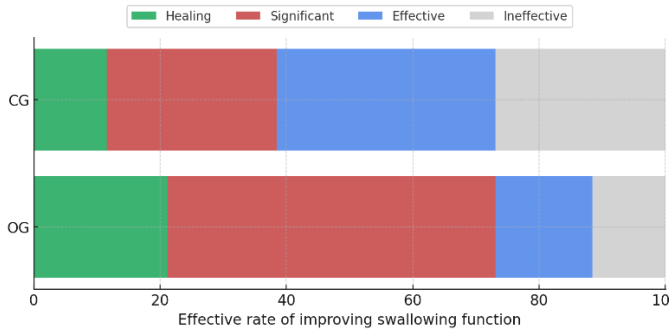 Healing Significant Effective Ineffective
CG
OG
0 20 40 60 80 10
Effective rate of improving swallowing function